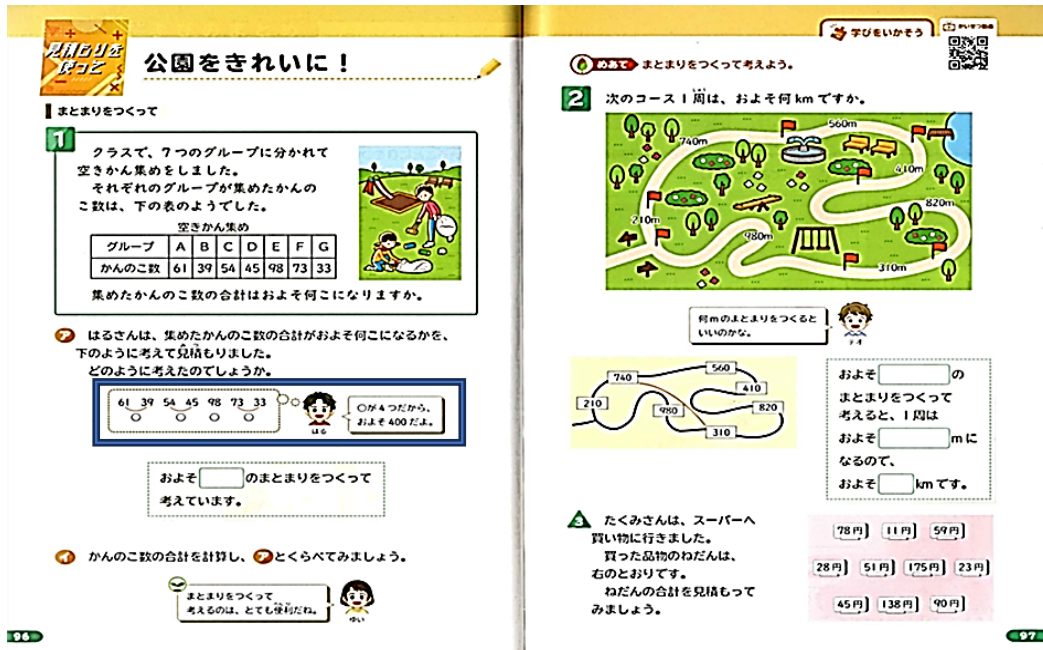 見積もりを
使って
公園をきれいに！
まとまりをつくって
1
クラスで、7つのグループに分かれて
空きかん集めをしました。
それぞれのグループが集めたかんの
こ数は、下の表のようでした。
空きかん集め
グループ A B C D E F G
かんのこ数 61 39 54 45 98 73 33
集めたかんのこ数の合計はおよそ何こになりますか。
ア はるさんは、集めたかんのこ数の合計がおよそ何こになるかを、
下のように考えて見積もりました。
どのように考えたのでしょうか。
61 39 54 45 98 73 33
○ ○ ○ ○
はる
○が4つだから、
およそ400だよ。
およそ のまとまりをつくって
考えています。
イ かんのこ数の合計を計算し、アとくらべてみましょう。
まとまりをつくって
考えるのは、とても便利だね。
ゆい
96
学びをいかそう
かいせつ動画
めあて まとまりをつくって考えよう。
2 次のコース1周は、およそ何kmですか。
560m
740m
410m
820m
210m
980m
310m
何mのまとまりをつくると
いいのかな。
テオ
560
740
410
210
980
820
310
およそ の
まとまりをつくって
考えると、1周は
およそ mに
なるので、
およそ kmです。
3 たくみさんは、スーパーへ
買い物に行きました。
買った品物のねだんは、
右のとおりです。
ねだんの合計を見積もって
みましょう。
78円 11円 59円
28円 51円 175円 23円
45円 138円 90円
97